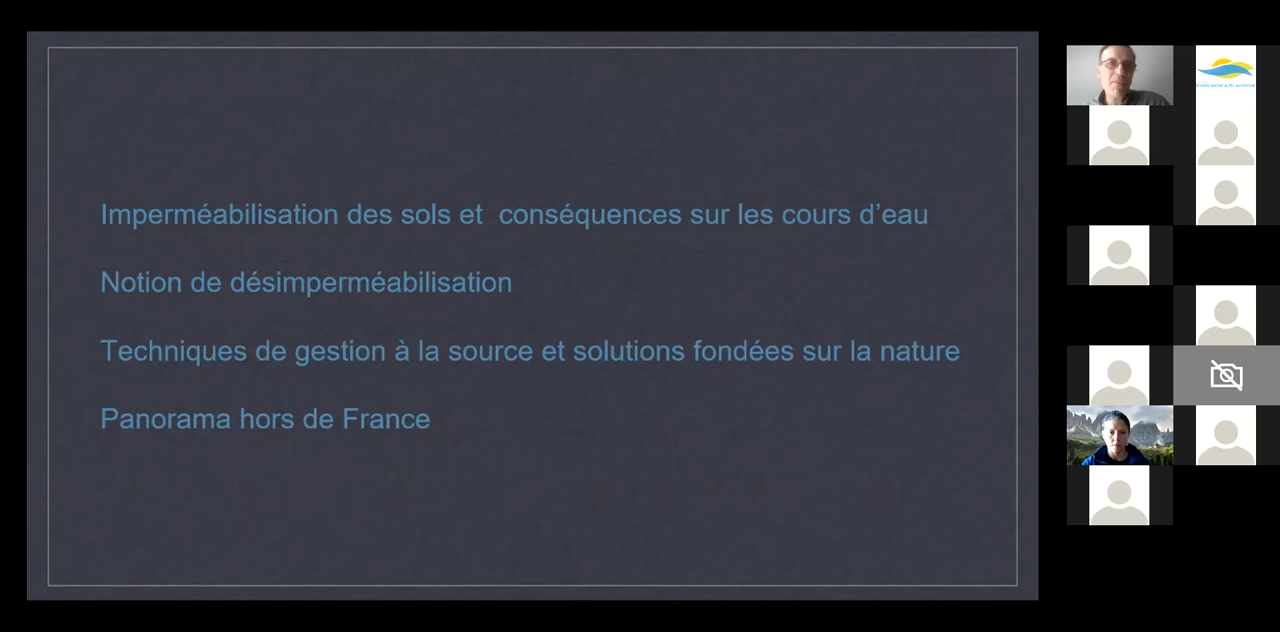 Imperméabilisation des sols et  conséquences sur les cours d’eau
Notion de désimperméabilisation
Techniques de gestion à la source et solutions fondées sur la nature
Panorama hors de France